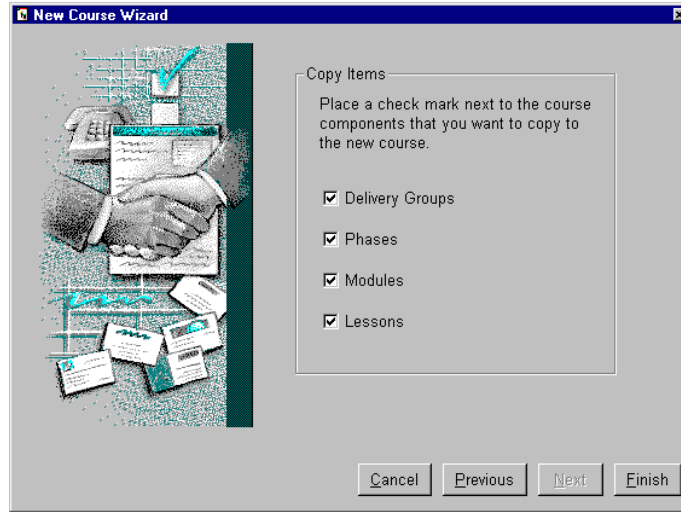 New Course Wizard
Copy Items
Place a check mark next to the course
components that you want to copy to
the new course.
Delivery Groups
Phases
Modules
Lessons
Cancel
Previous
Next
Finish